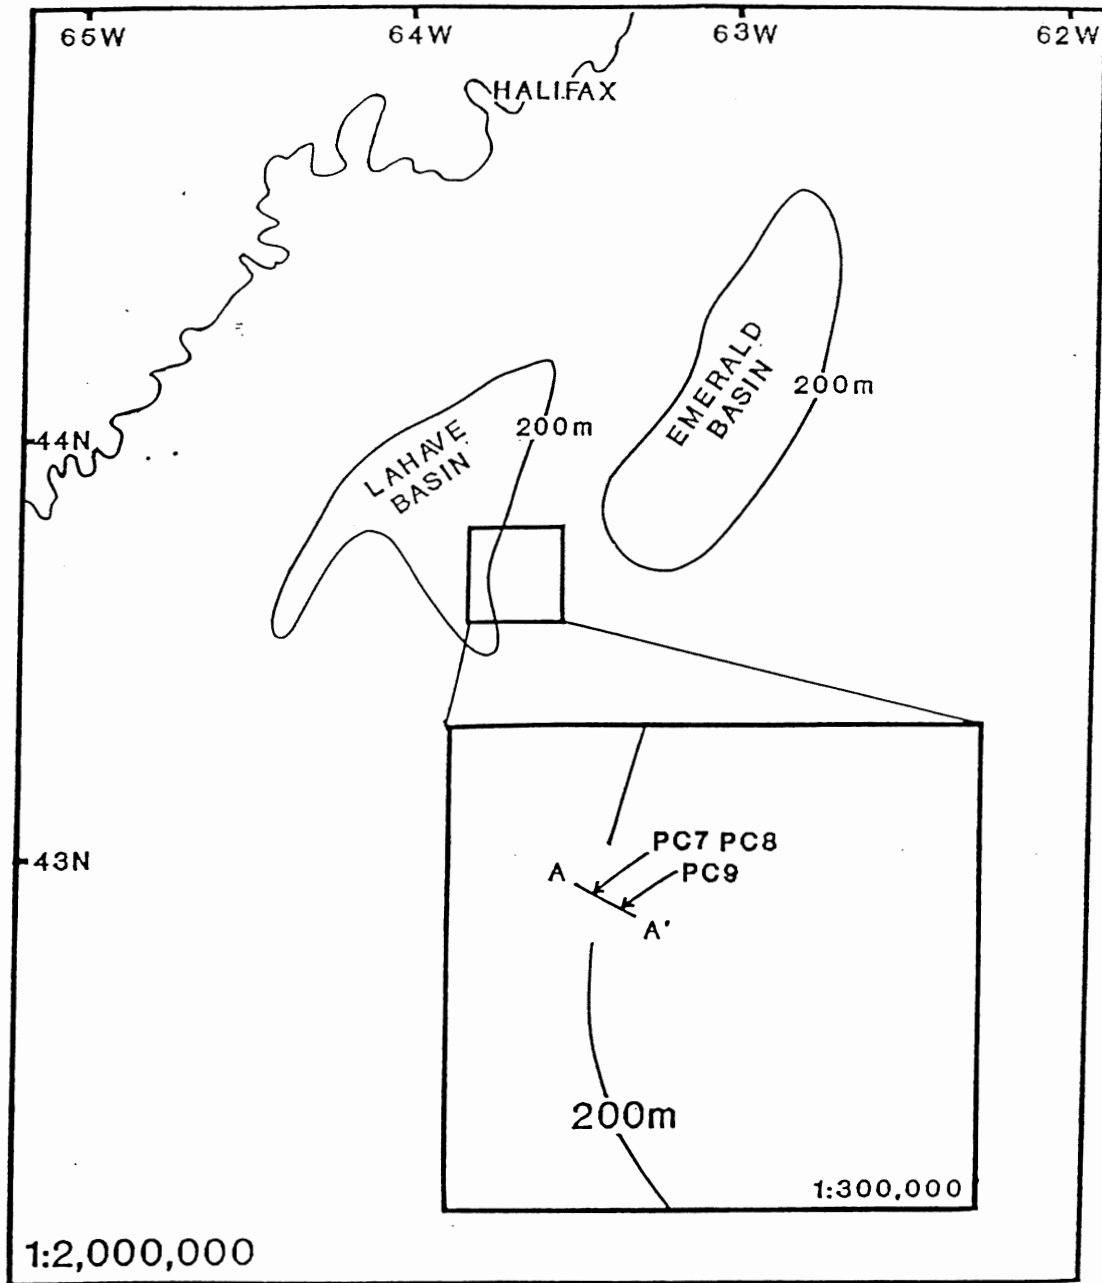 65W 64W 63W 62W
HALIFAX
EMERALD
BASIN
200m
200m
LAHAVE
BASIN
44N
43N
PC7 PC8
PC9
A
A'
200m
1:300,000
1:2,000,000